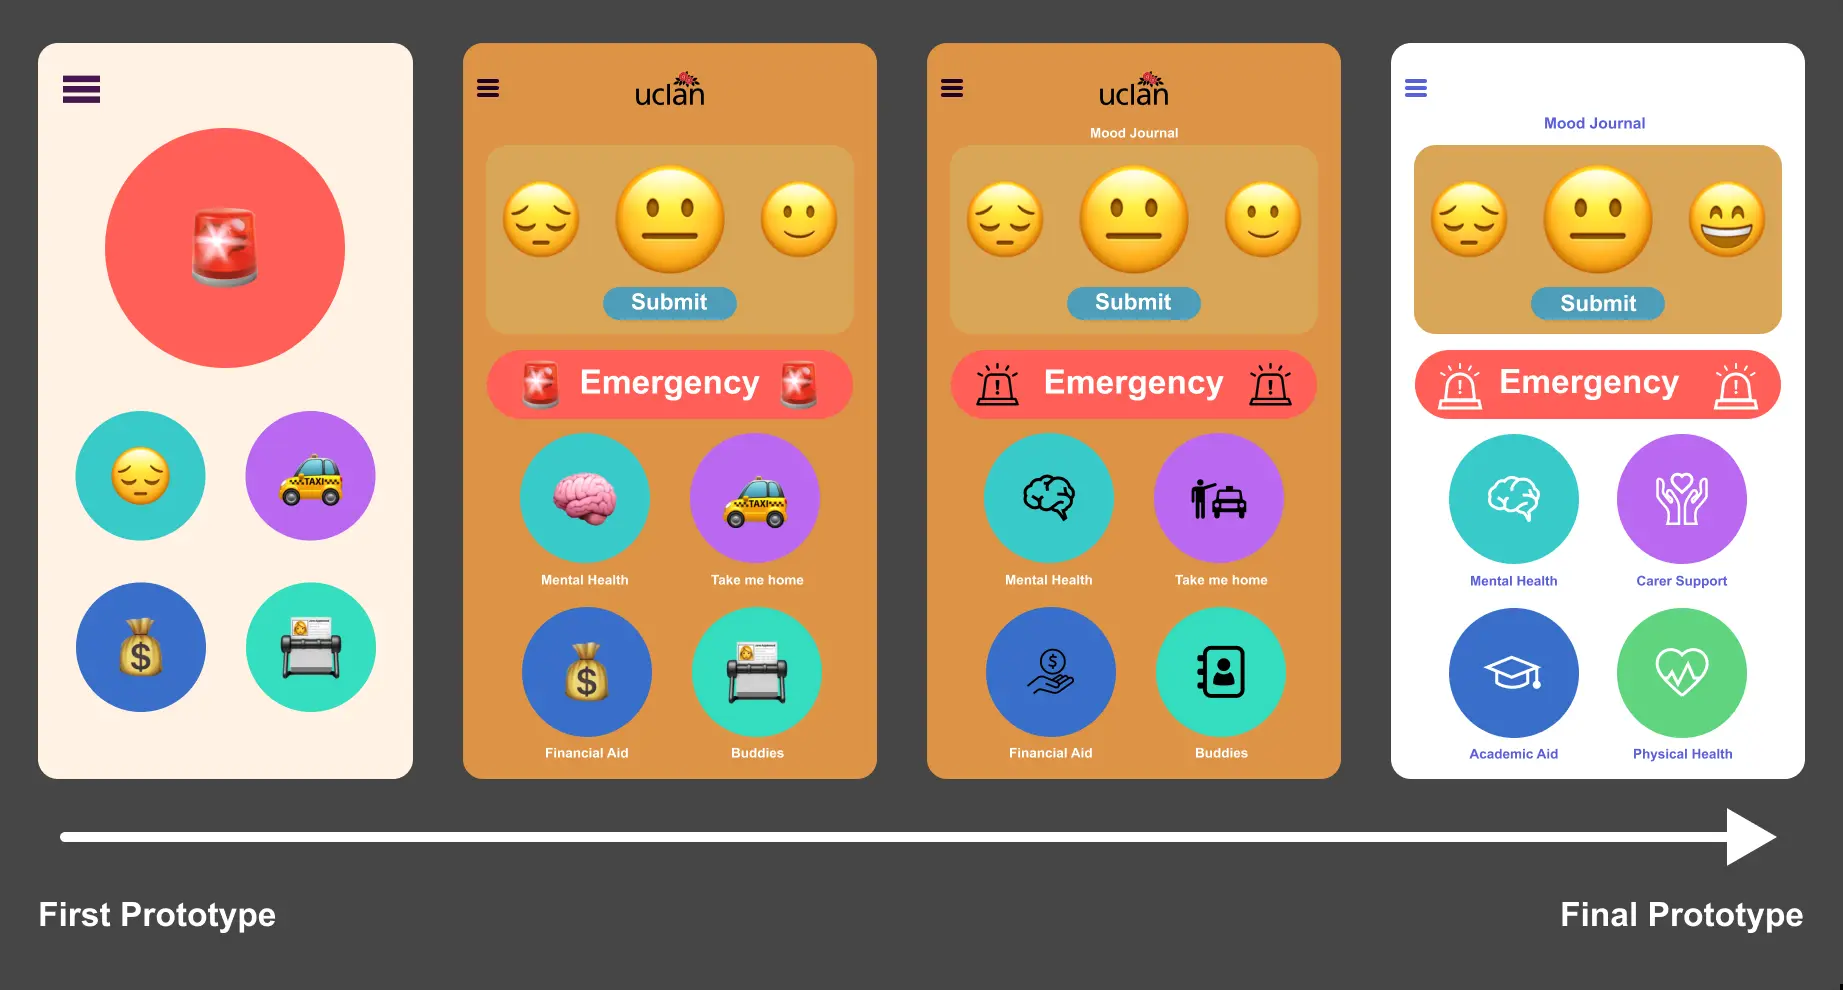 uclan
Submit
Emergency
Mental Health
TAXI
Take me home
$
Financial Aid
Buddies
uclan
Mood Journal
Submit
! Emergency !
Mental Health
Take me home
$
Financial Aid
Buddies
Mood Journal
Submit
! Emergency !
Mental Health
Carer Support
Academic Aid
Physical Health
TAXI
$
First Prototype
Final Prototype